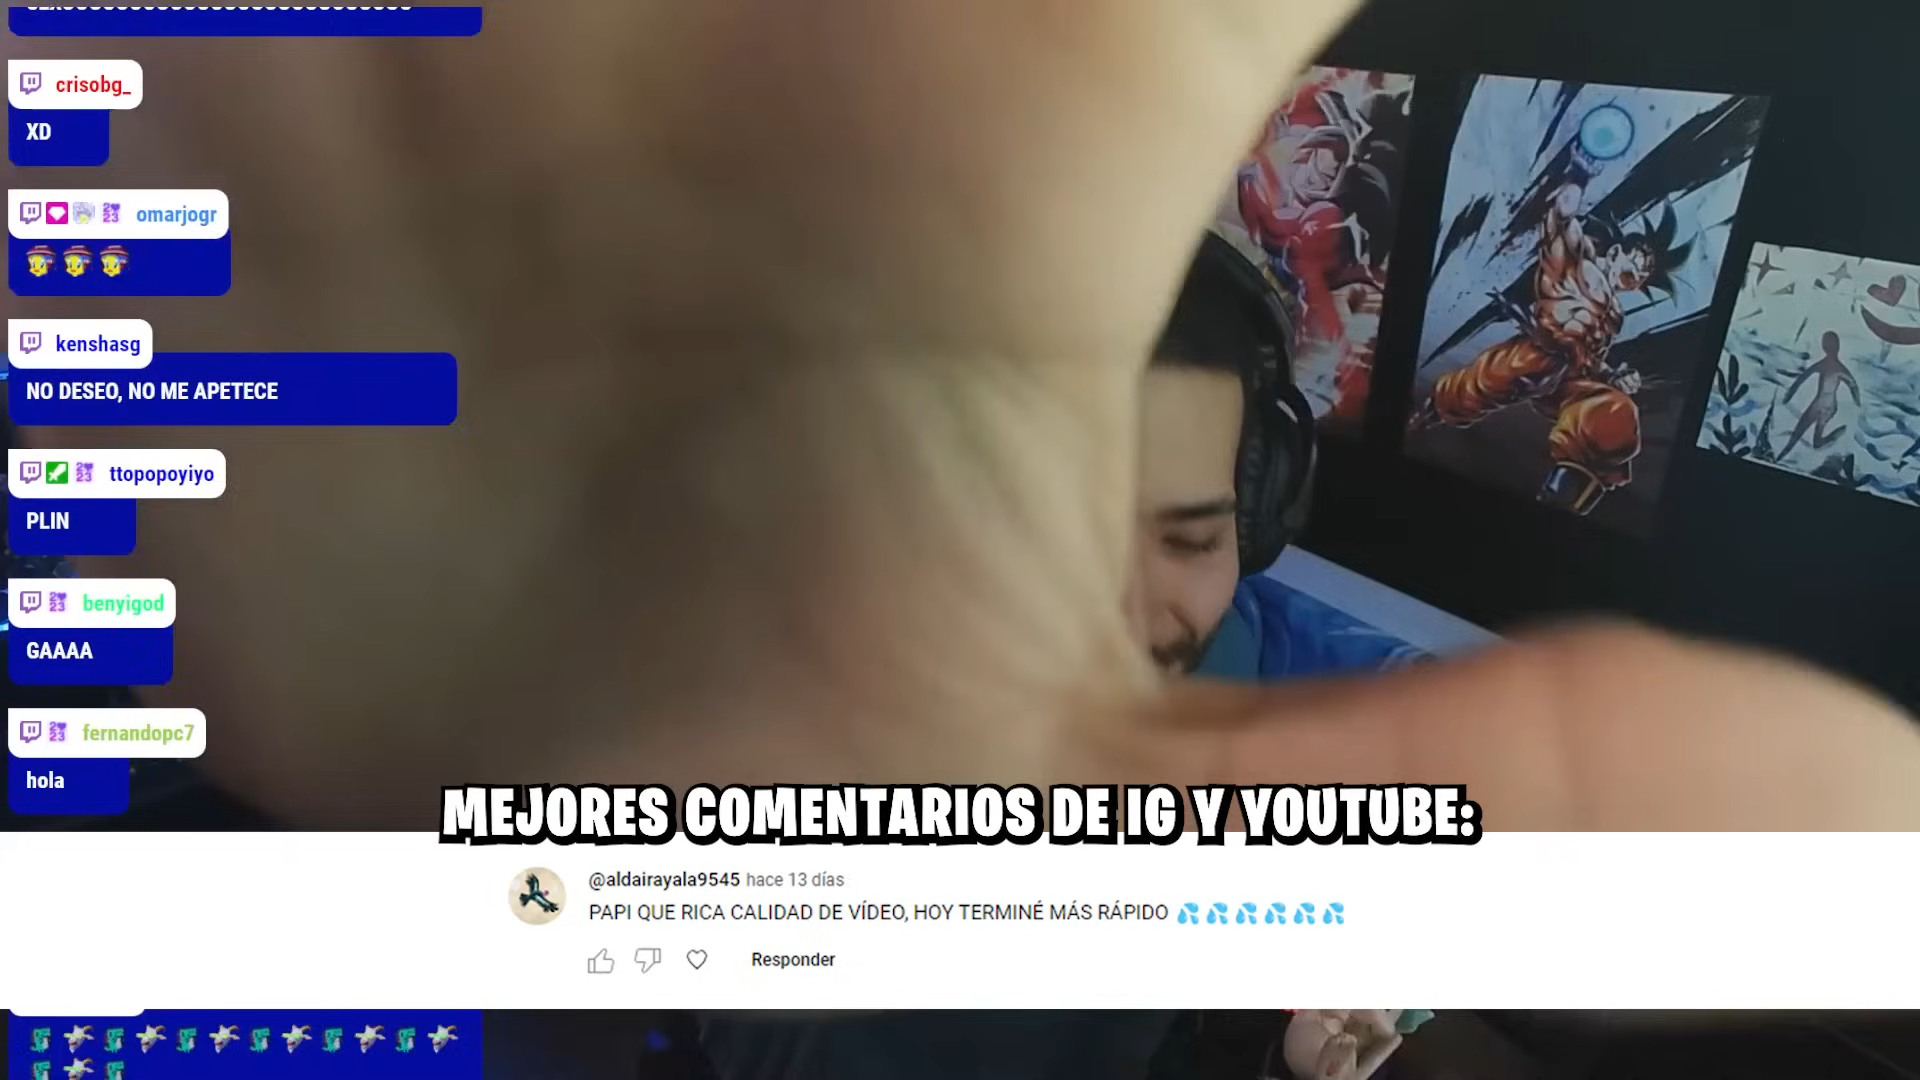 crisobg_
XD
omarjogr
kenshasg
NO DESEO, NO ME APETECE
ttopopoyiyo
PLIN
benyigod
GAAAA
fernandopc7
hola
MEJORES COMENTARIOS DE IG Y YOUTUBE:
@aldairayala9545 hace 13 días
PAPI QUE RICA CALIDAD DE VÍDEO, HOY TERMINÉ MÁS RÁPIDO 💦💦💦💦💦💦
Responder